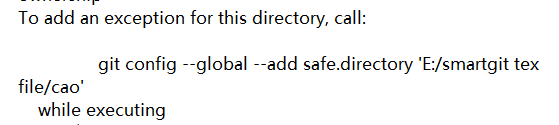 To add an exception for this directory, call:
git config --global --add safe.directory 'E:/smartgit tex
file/cao'
while executing